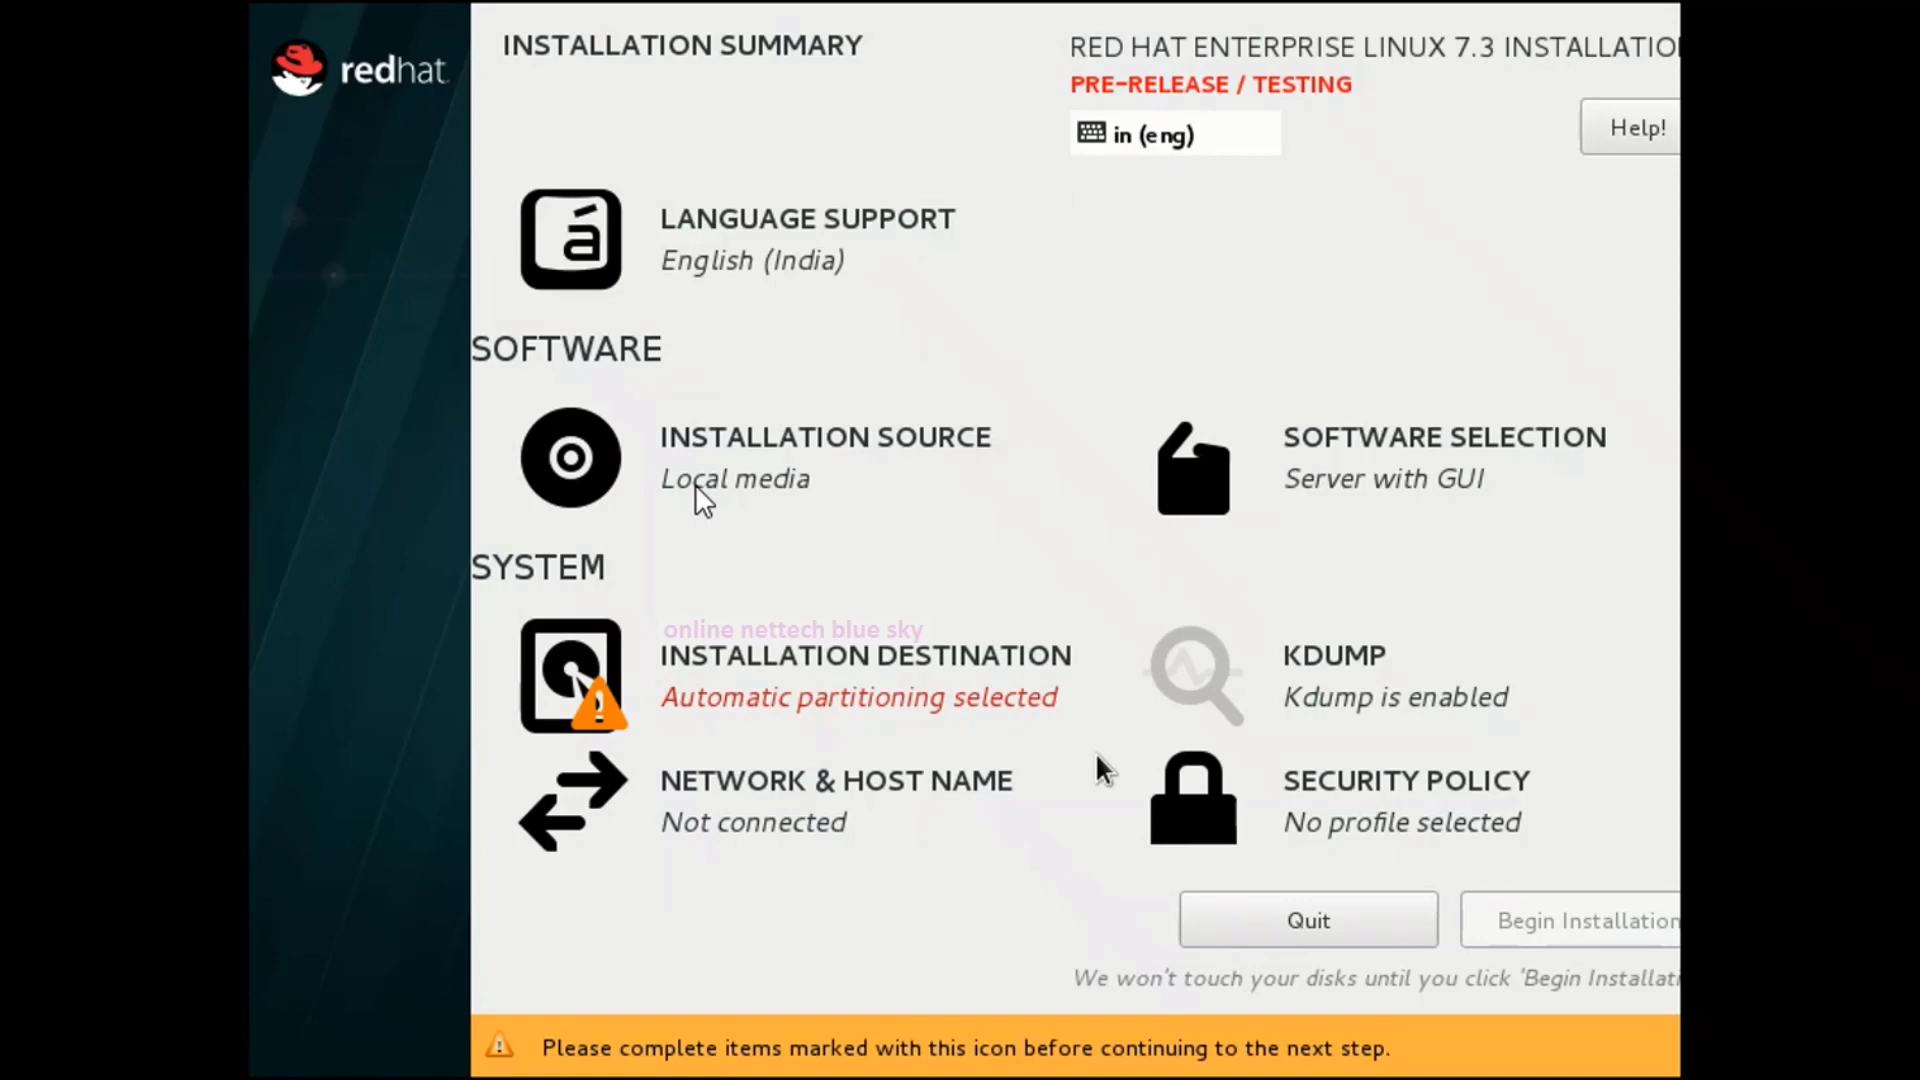 redhat.
INSTALLATION SUMMARY
RED HAT ENTERPRISE LINUX 7.3 INSTALLATIO
PRE-RELEASE / TESTING
in (eng)
Help!
á
LANGUAGE SUPPORT
English (India)
SOFTWARE
INSTALLATION SOURCE
Local media
SOFTWARE SELECTION
Server with GUI
SYSTEM
online nettech blue sky
INSTALLATION DESTINATION
Automatic partitioning selected
KDUMP
Kdump is enabled
NETWORK & HOST NAME
Not connected
SECURITY POLICY
No profile selected
Quit
Begin Installation
We won't touch your disks until you click 'Begin Installati
Please complete items marked with this icon before continuing to the next step.